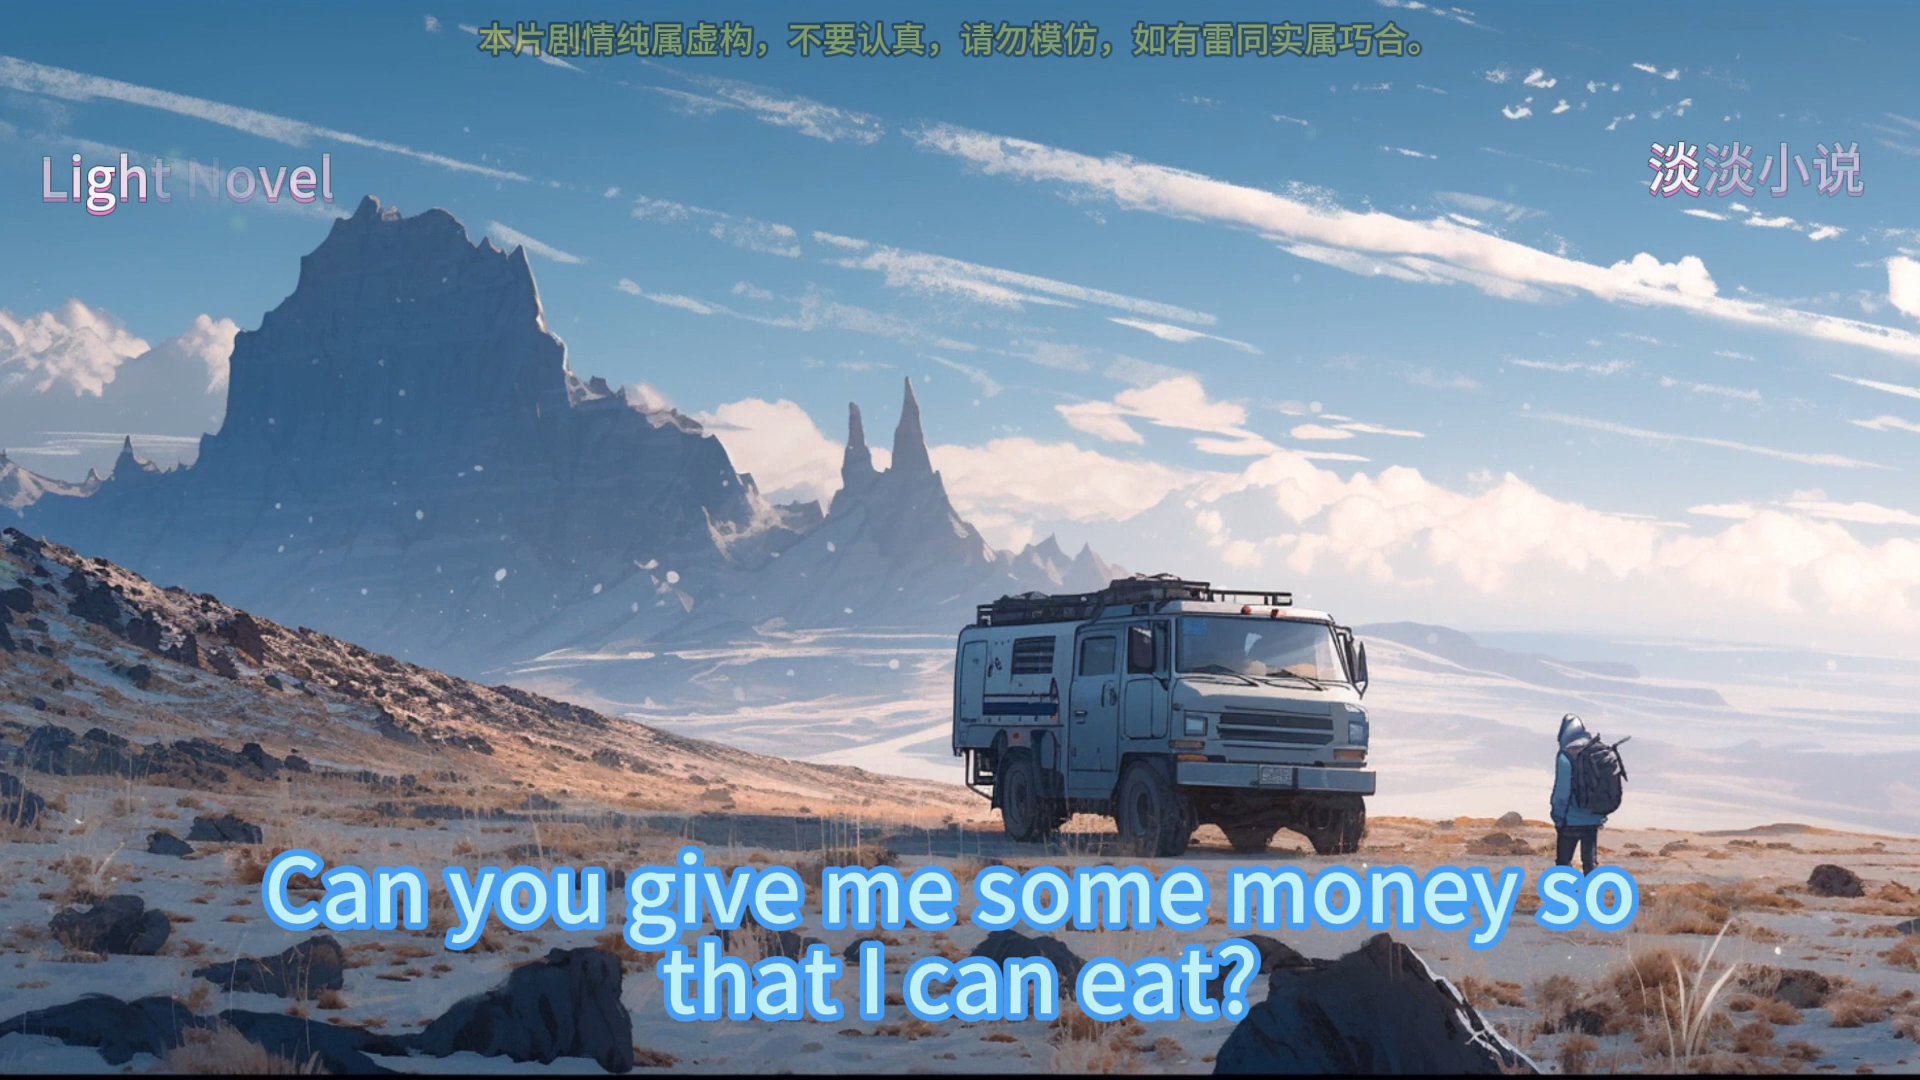 本片剧情纯属虚构，不要认真，请勿模仿，如有雷同实属巧合。
Light Novel
淡淡小说
Can you give me some money so
that I can eat?